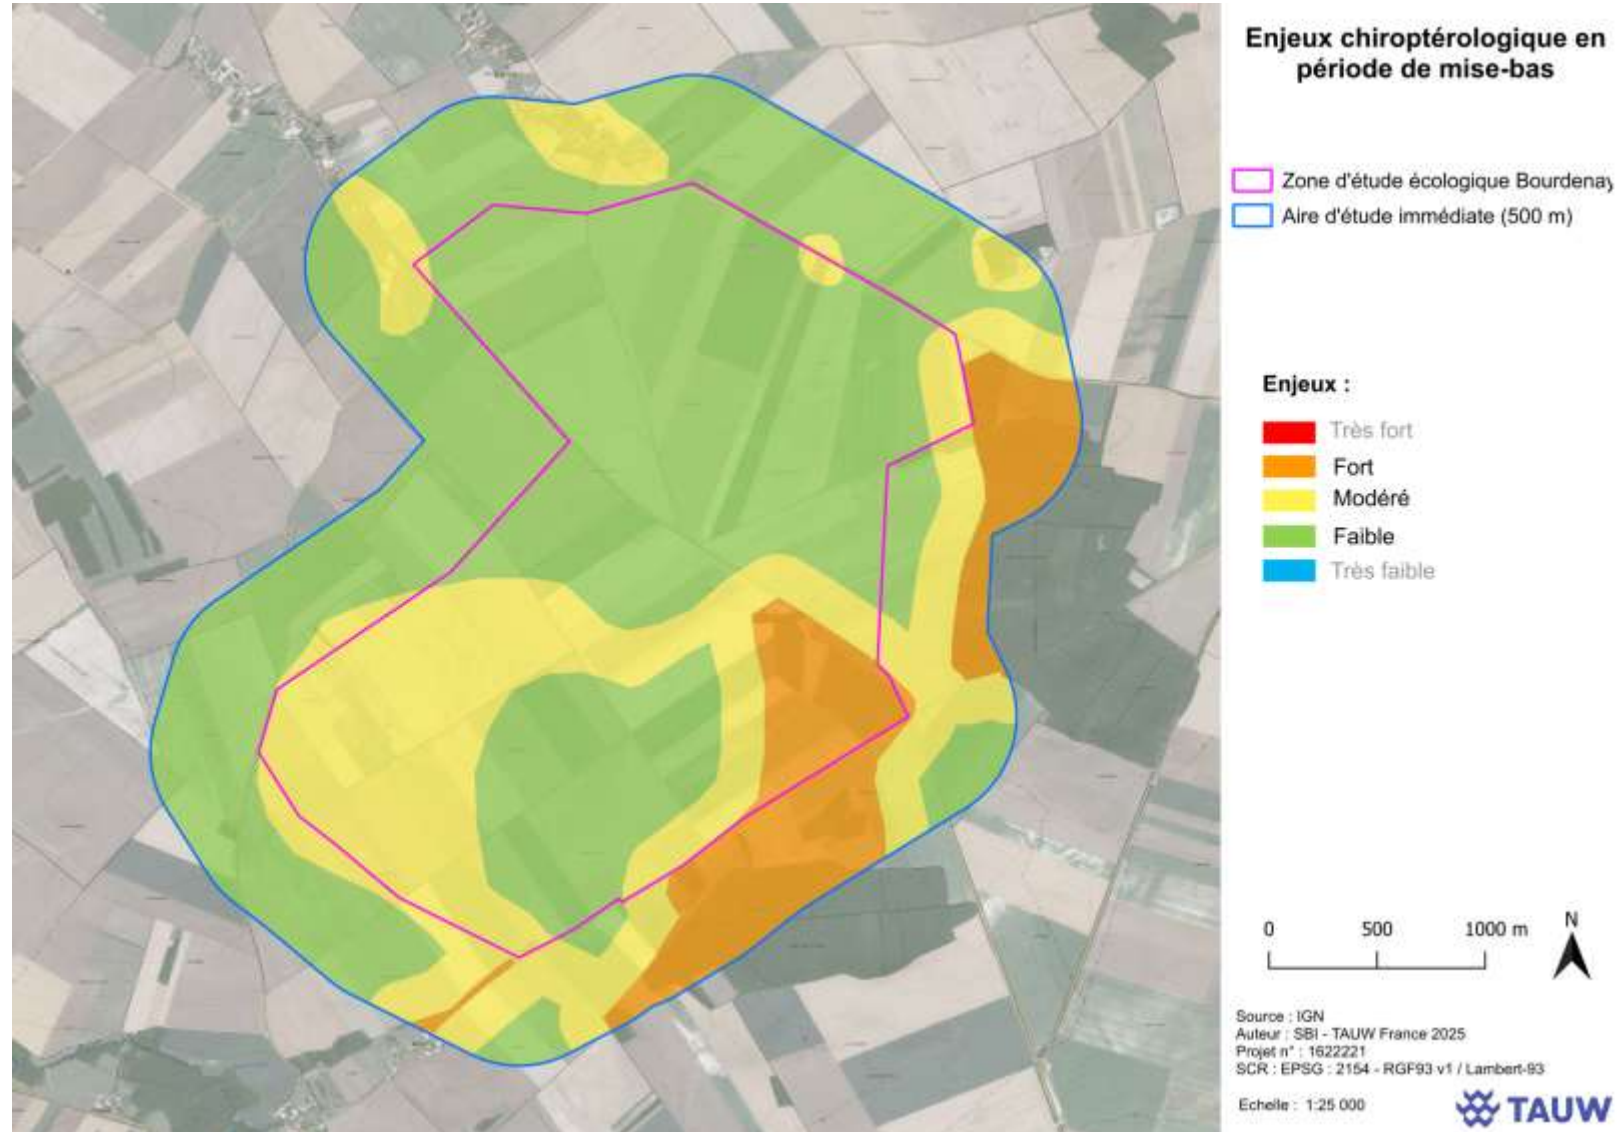 Enjeux chiroptérologique en
période de mise-bas
Zone d'étude écologique Bourdenay
Aire d'étude immédiate (500 m)
Enjeux :
Très fort
Fort
Modéré
Faible
Très faible
0 500 1000 m
N
Source : IGN
Auteur : SBI - TAUW France 2025
Projet n° : 1622221
SCR : EPSG : 2154 - RGF93 v1 / Lambert-93
Echelle : 1:25 000
TAUW